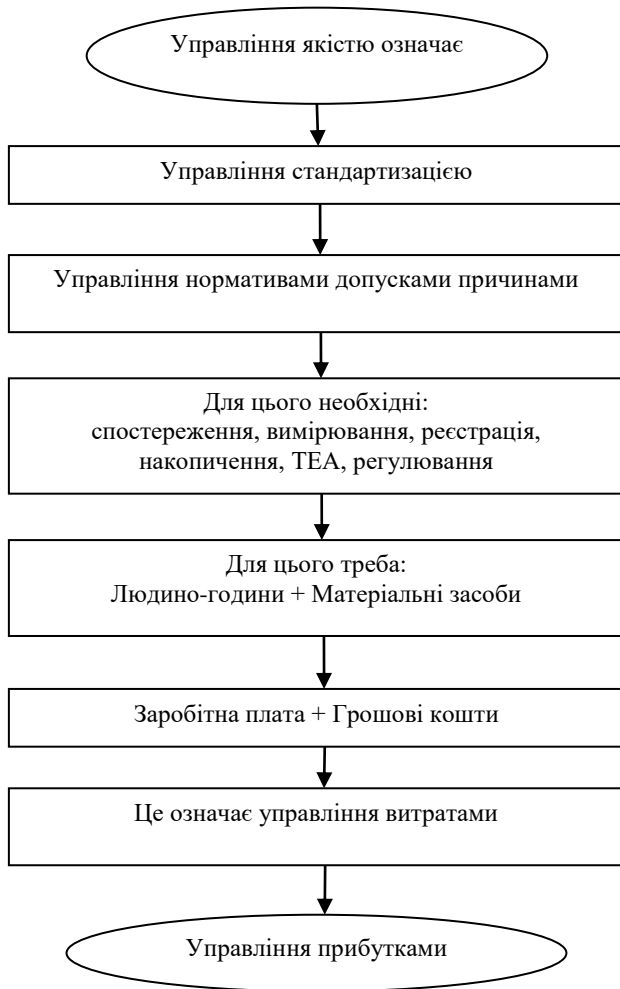 Управління якістю означає
Управління стандартизацією
Управління нормативами допусками причинами
Для цього необхідні:
спостереження, вимірювання, реєстрація,
накопичення, ТЕА, регулювання
Для цього треба:
Людино-години + Матеріальні засоби
Заробітна плата + Грошові кошти
Це означає управління витратами
Управління прибутками